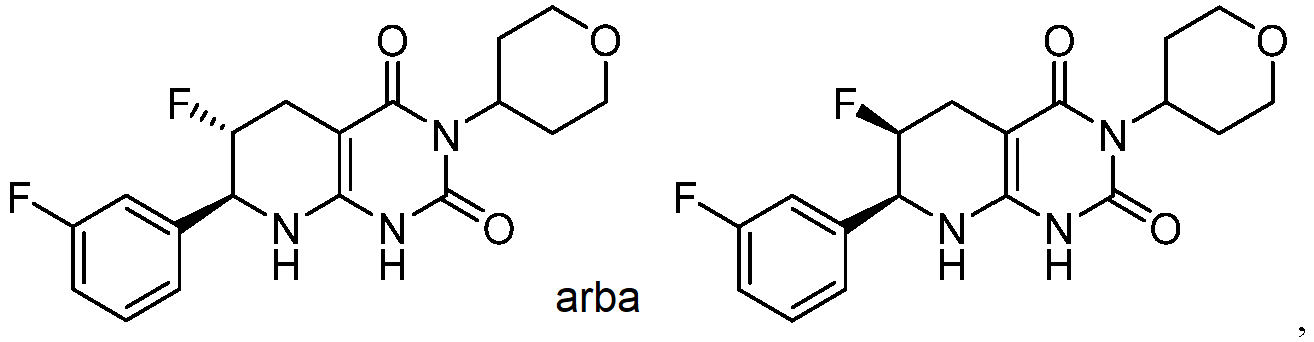 O O O O
F F
N N
F F
N N O N N O
H H H H
arba
,